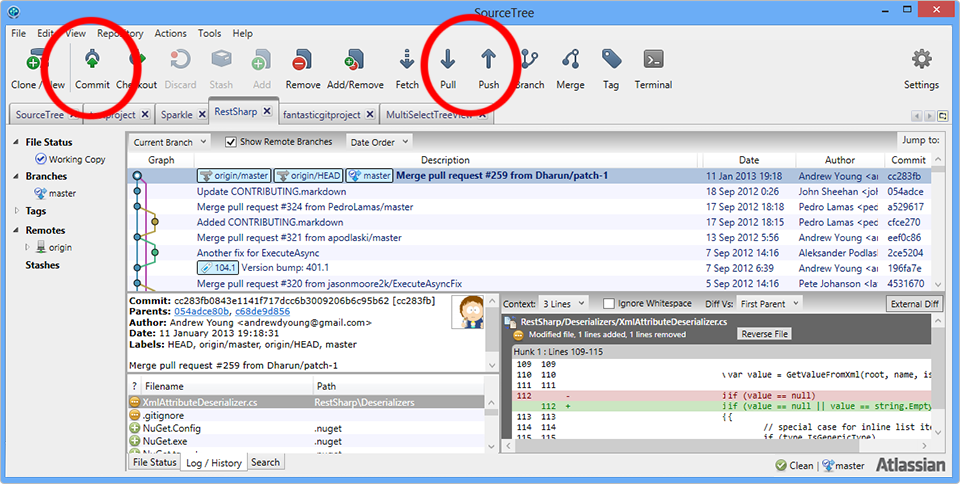 SourceTree
File Edit View Repository Actions Tools Help
Clone / New Commit Checkout Discard Stash Add Remove Add/Remove Fetch Pull Push Branch Merge Tag Terminal Settings
SourceTree project Sparkle RestSharp fantasticgitproject MultiSelectTreeView
File Status
Working Copy
Branches
master
Tags
Remotes
origin
Stashes
Current Branch Show Remote Branches Date Order Jump to:
Graph Description Date Author Commit
origin/master origin/HEAD master Merge pull request #259 from Dharun/patch-1 11 Jan 2013 19:18 Andrew Young <an cc283fb
Update CONTRIBUTING.markdown 18 Sep 2012 0:26 John Sheehan <joh 054adce
Merge pull request #324 from PedroLamas/master 17 Sep 2012 18:18 Pedro Lamas <ped a529617
Added CONTRIBUTING.markdown 17 Sep 2012 18:15 Pedro Lamas <ped cfce270
Merge pull request #321 from apodlaski/master 13 Sep 2012 5:56 Andrew Young <an eef0c86
Another fix for ExecuteAsync 7 Sep 2012 14:16 Aleksander Podlas 2ce5204
104.1 Version bump: 401.1 7 Sep 2012 6:39 Andrew Young <an 196fa7e
Merge pull request #320 from jasonmoore2k/ExecuteAsyncFix 5 Sep 2012 14:16 Pete Johanson <al 4531670
Commit: cc283fb0843e1141f717dcc6b3009206b6c95b62 [cc283fb]
Parents: 054adce80b, c68de9d856
Author: Andrew Young <andrewdyoung@gmail.com>
Date: 11 January 2013 19:18:31
Labels: HEAD, origin/master, origin/HEAD, master
Merge pull request #259 from Dharun/patch-1
? Filename Path
XmlAttributeDeserializer.cs RestSharp\Deserializers
.gitignore
NuGet.Config .nuget
NuGet.exe .nuget
File Status Log / History Search
Context: 3 Lines Ignore Whitespace Diff Vs: First Parent External Diff
RestSharp/Deserializers/XmlAttributeDeserializer.cs
Modified file, 1 lines added, 1 lines removed Reverse File
Hunk 1 : Lines 109-115
109 109
110 110 var value = GetValueFromXml(root, name, is
111 111
112 - if (value == null)
112 + if (value == null || value == string.Empty
113 113 {
114 114 // special case for inline list ite
115 115 if (type.IsGenericType)
Clean | master Atlassian